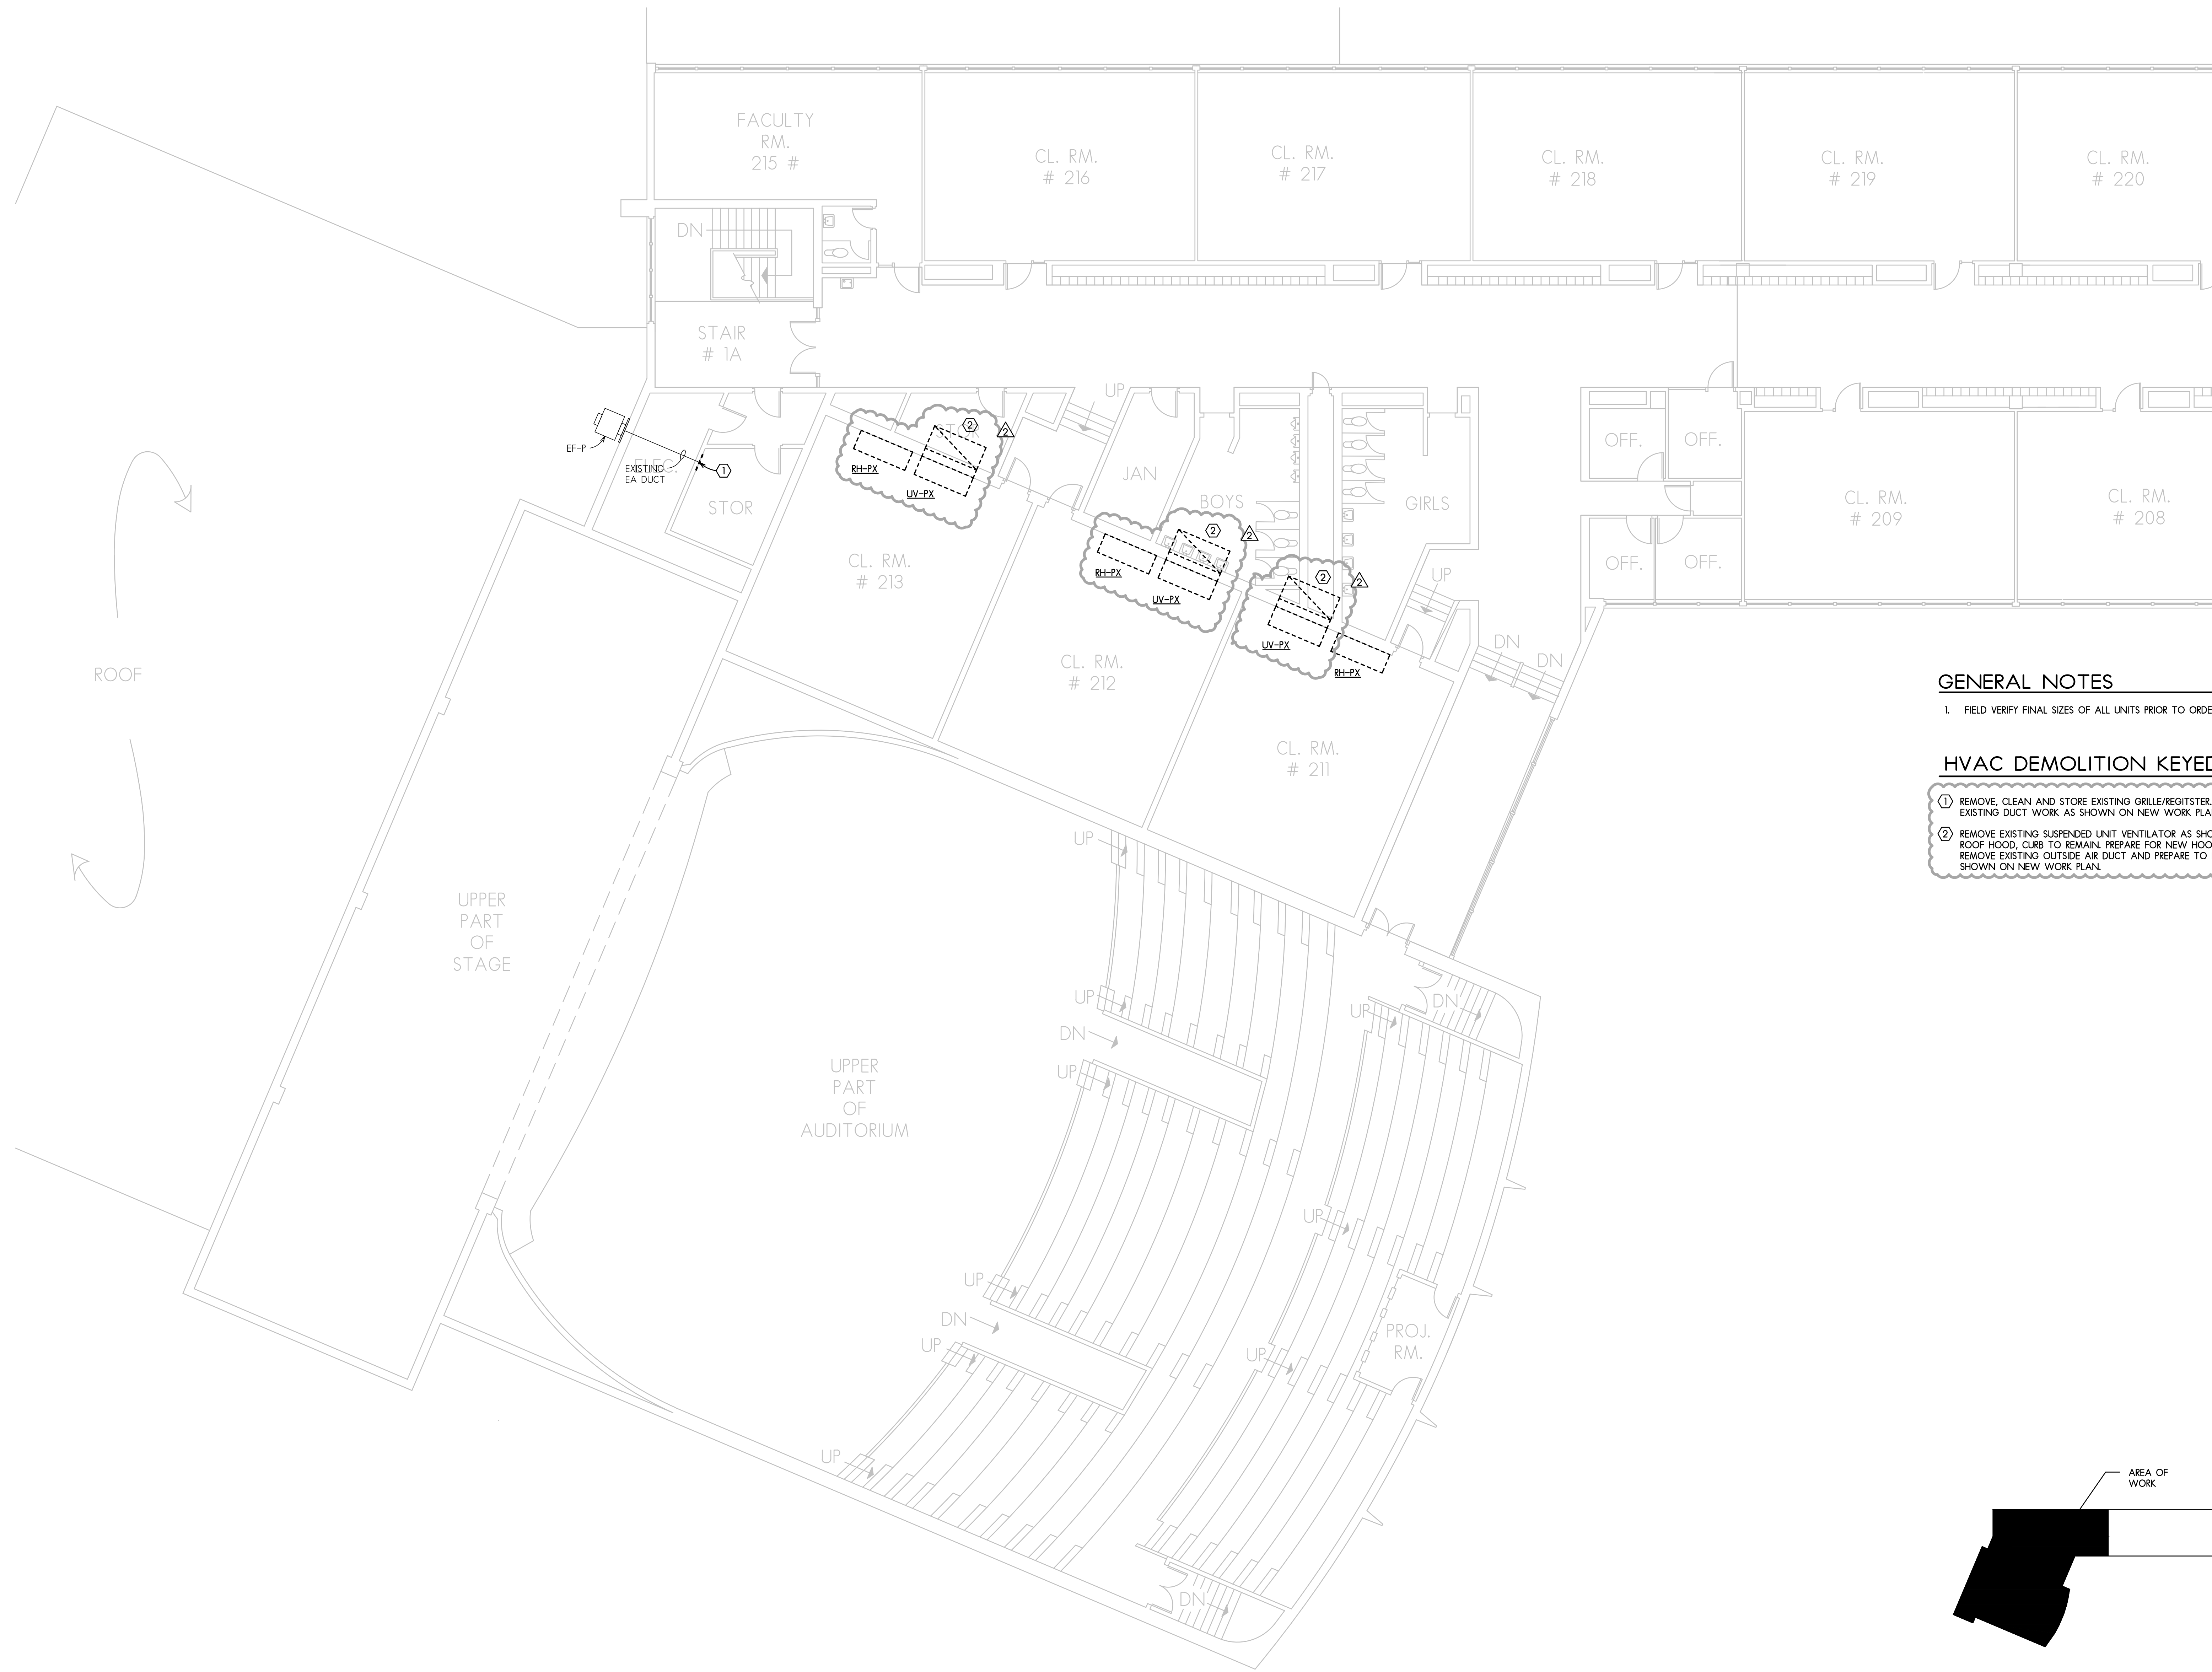 FACULTY
RM.
215 #
CL. RM.
# 216
CL. RM.
# 217
CL. RM.
# 218
CL. RM.
# 219
CL. RM.
# 220
DN
STAIR
# 1A
UP
EF-P
ELEC.
EXISTING
EA DUCT
1
STOR
STOR
2
2
RH-PX
UV-PX
JAN
BOYS
GIRLS
OFF.
OFF.
OFF.
OFF.
CL. RM.
# 209
CL. RM.
# 208
2
2
RH-PX
UV-PX
2
2
UV-PX
RH-PX
UP
DN
DN
CL. RM.
# 213
CL. RM.
# 212
CL. RM.
# 211
ROOF
GENERAL NOTES
1. FIELD VERIFY FINAL SIZES OF ALL UNITS PRIOR TO ORDE
HVAC DEMOLITION KEYED
1 REMOVE, CLEAN AND STORE EXISTING GRILLE/REGITSTER.
EXISTING DUCT WORK AS SHOWN ON NEW WORK PLA
2 REMOVE EXISTING SUSPENDED UNIT VENTILATOR AS SHO
ROOF HOOD, CURB TO REMAIN. PREPARE FOR NEW HOO
REMOVE EXISTING OUTSIDE AIR DUCT AND PREPARE TO
SHOWN ON NEW WORK PLAN.
UPPER
PART
OF
STAGE
UP
UP
DN
UP
UP
DN
UPPER
PART
OF
AUDITORIUM
UP
UP
DN
UP
UP
PROJ.
RM.
UP
DN
AREA OF
WORK